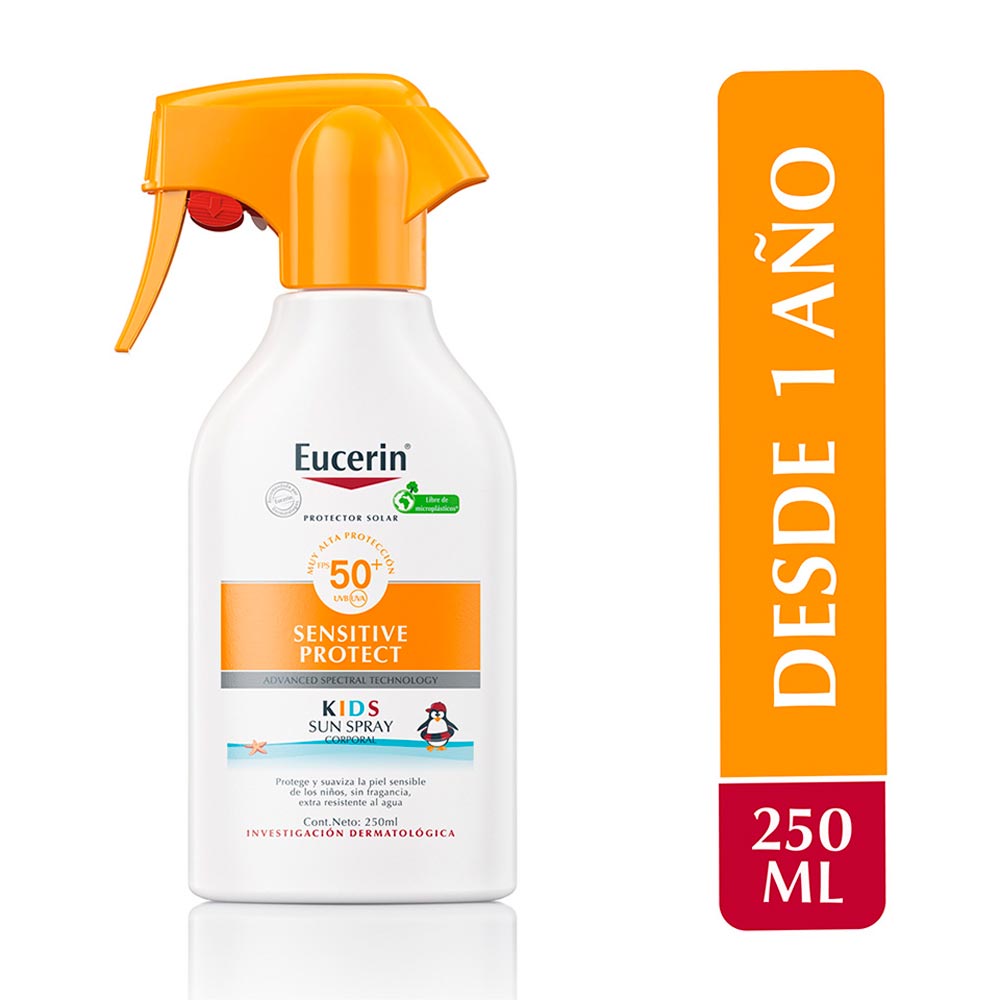 Eucerin®
Eucerin
Libre de
microplásticos*
PROTECTOR SOLAR
MUY ALTA PROTECCIÓN
FPS 50+
UVB UVA
SENSITIVE
PROTECT
ADVANCED SPECTRAL TECHNOLOGY
KIDS
SUN SPRAY
CORPORAL
Protege y suaviza la piel sensible
de los niños, sin fragancia,
extra resistente al agua
Cont.Neto: 250ml
INVESTIGACIÓN DERMATOLÓGICA
DESDE 1 AÑO
250
ML